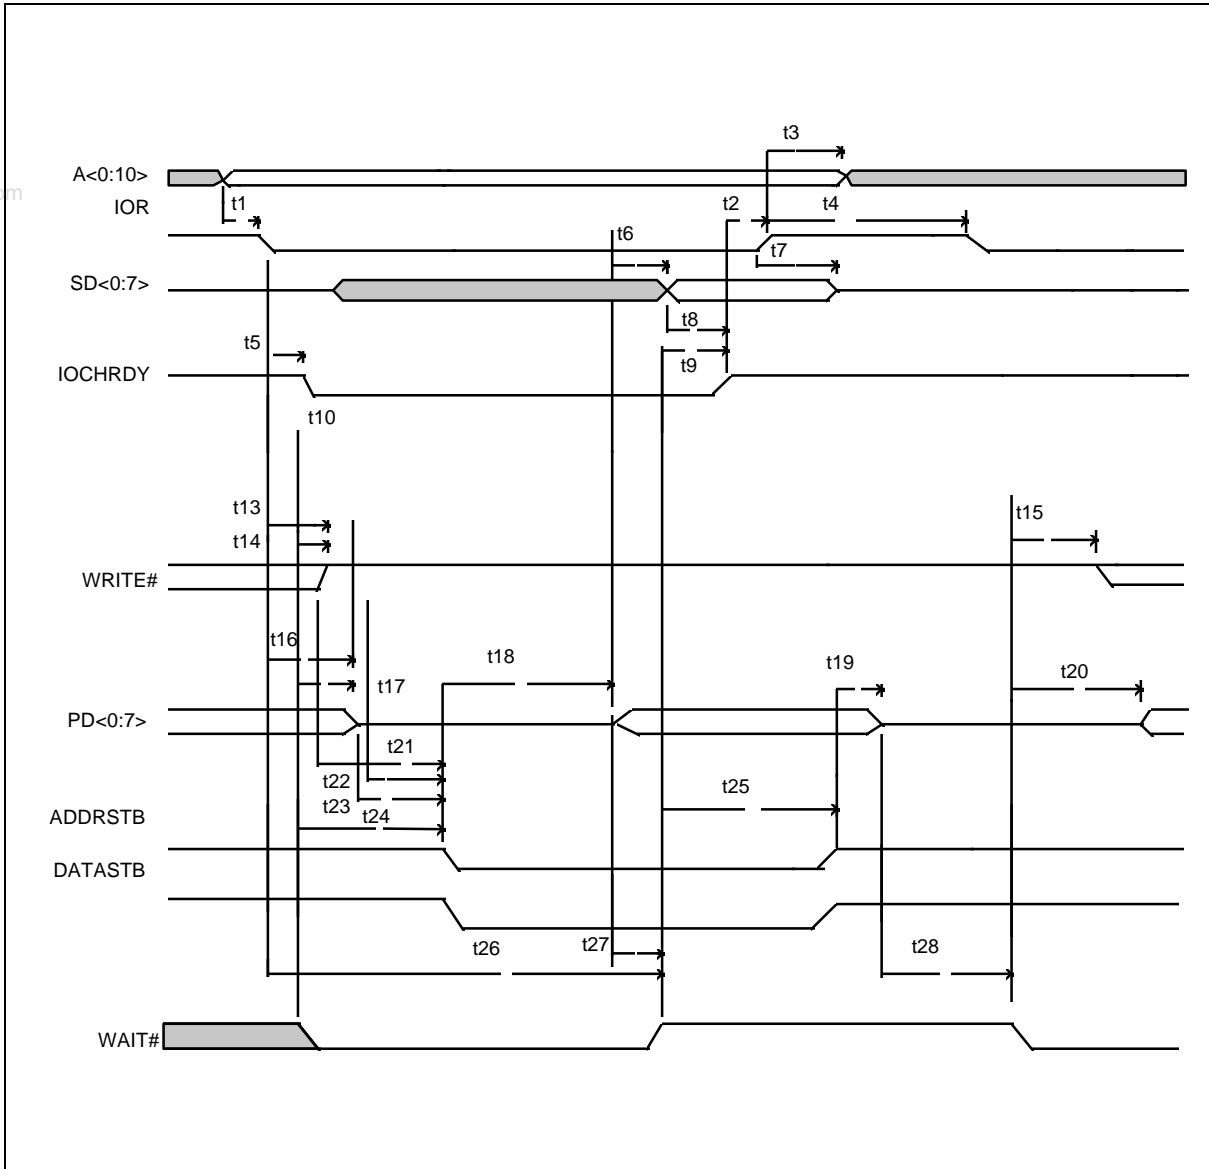 t3
A<0:10>
om
IOR
t1
t2
t4
t6
t7
SD<0:7>
t8
t5
t9
IOCHRDY
t10
t13
t14
t15
WRITE#
t16
t18
t19
t20
t17
PD<0:7>
t21
t22
t25
t23
t24
ADDRSTB
DATASTB
t26
t27
t28
WAIT#